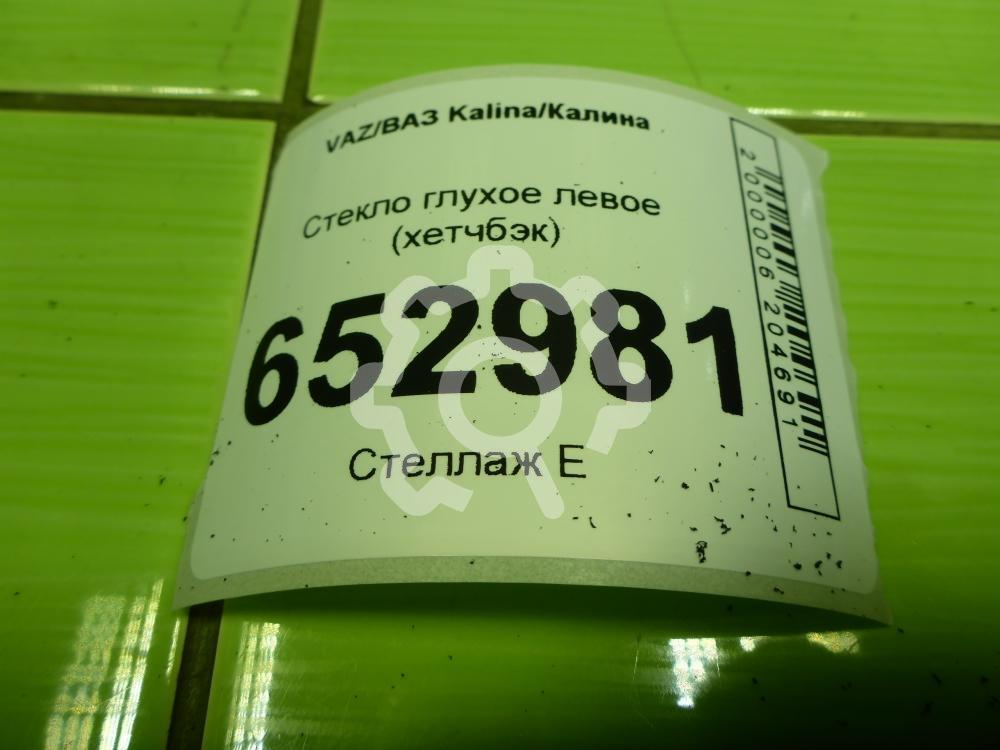 VAZ/ВАЗ Kalina/Калина
Стекло глухое левое
(хетчбэк)
652981
Стеллаж Е
2000006204691